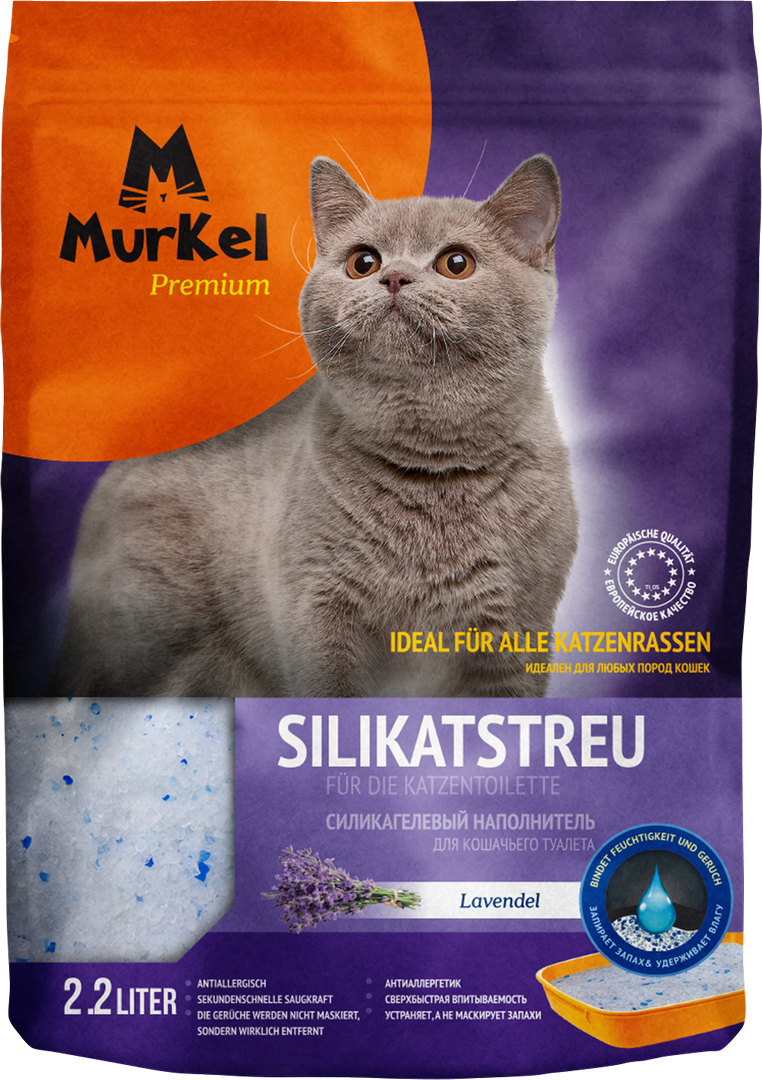 M
MurKel
Premium
EUROPÄISCHE QUALITÄT
11_05
ЕВРОПЕЙСКОЕ КАЧЕСТВО
IDEAL FÜR ALLE KATZENRASSEN
ИДЕАЛЕН ДЛЯ ЛЮБЫХ ПОРОД КОШЕК
SILIKATSTREU
FÜR DIE KATZENTOILETTE
СИЛИКАГЕЛЕВЫЙ НАПОЛНИТЕЛЬ
ДЛЯ КОШАЧЬЕГО ТУАЛЕТА
Lavendel
BINDET FEUCHTIGKEIT UND GERUCH
ЗАПИРАЕТ ЗАПАХ& УДЕРЖИВАЕТ ВЛАГУ
2.2 LITER
ANTIALLERGISCH
SEKUNDENSCHNELLE SAUGKRAFT
DIE GERÜCHE WERDEN NICHT MASKIERT,
SONDERN WIRKLICH ENTFERNT
АНТИАЛЛЕРГЕТИК
СВЕРХБЫСТРАЯ ВПИТЫВАЕМОСТЬ
УСТРАНЯЕТ, А НЕ МАСКИРУЕТ ЗАПАХИ